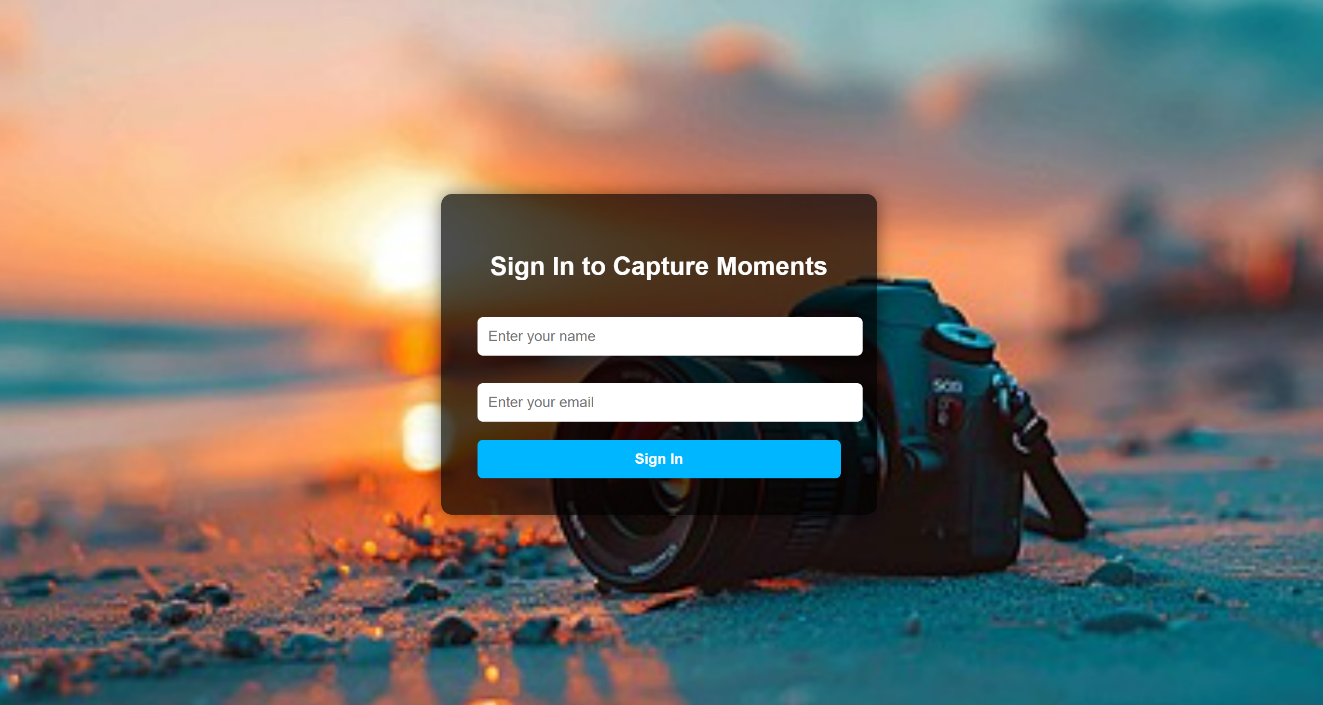 Sign In to Capture Moments
Enter your name
Enter your email
Sign In